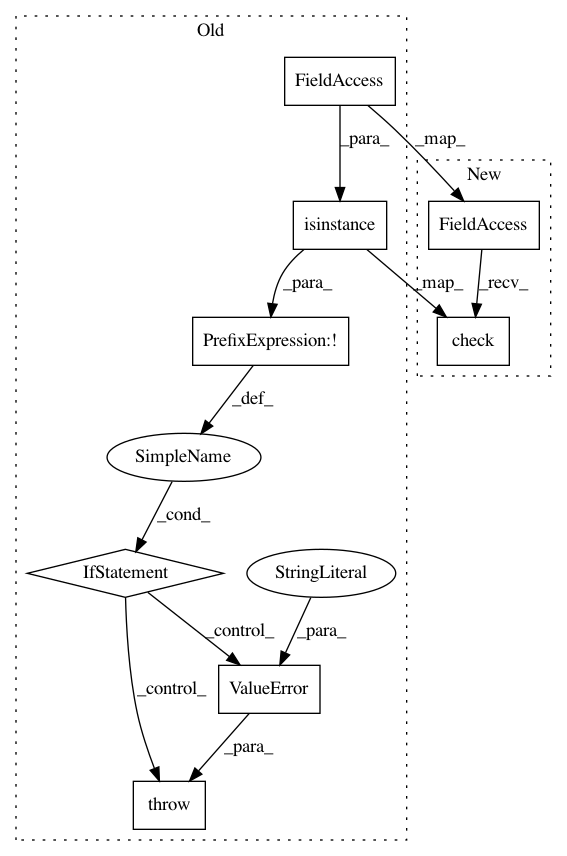 Old
FieldAccess
_para_
_map_
New
isinstance
FieldAccess
_para_
_map_
_recv_
PrefixExpression:!
check
_def_
SimpleName
_cond_
IfStatement
StringLiteral
_control_
_para_
_control_
ValueError
_para_
throw